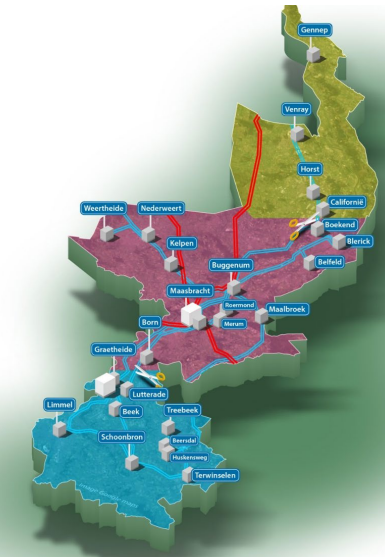 Gennep
Venray
Horst
Californië
Boekend
Blerick
Belfeld
Weertheide
Nederweert
Kelpen
Buggenum
Maasbracht
Roermond
Maalbroek
Merum
Born
Graetheide
Lutterade
Limmel
Beek
Treebeek
Schoonbron
Beersdal
Huskensweg
Terwinselen